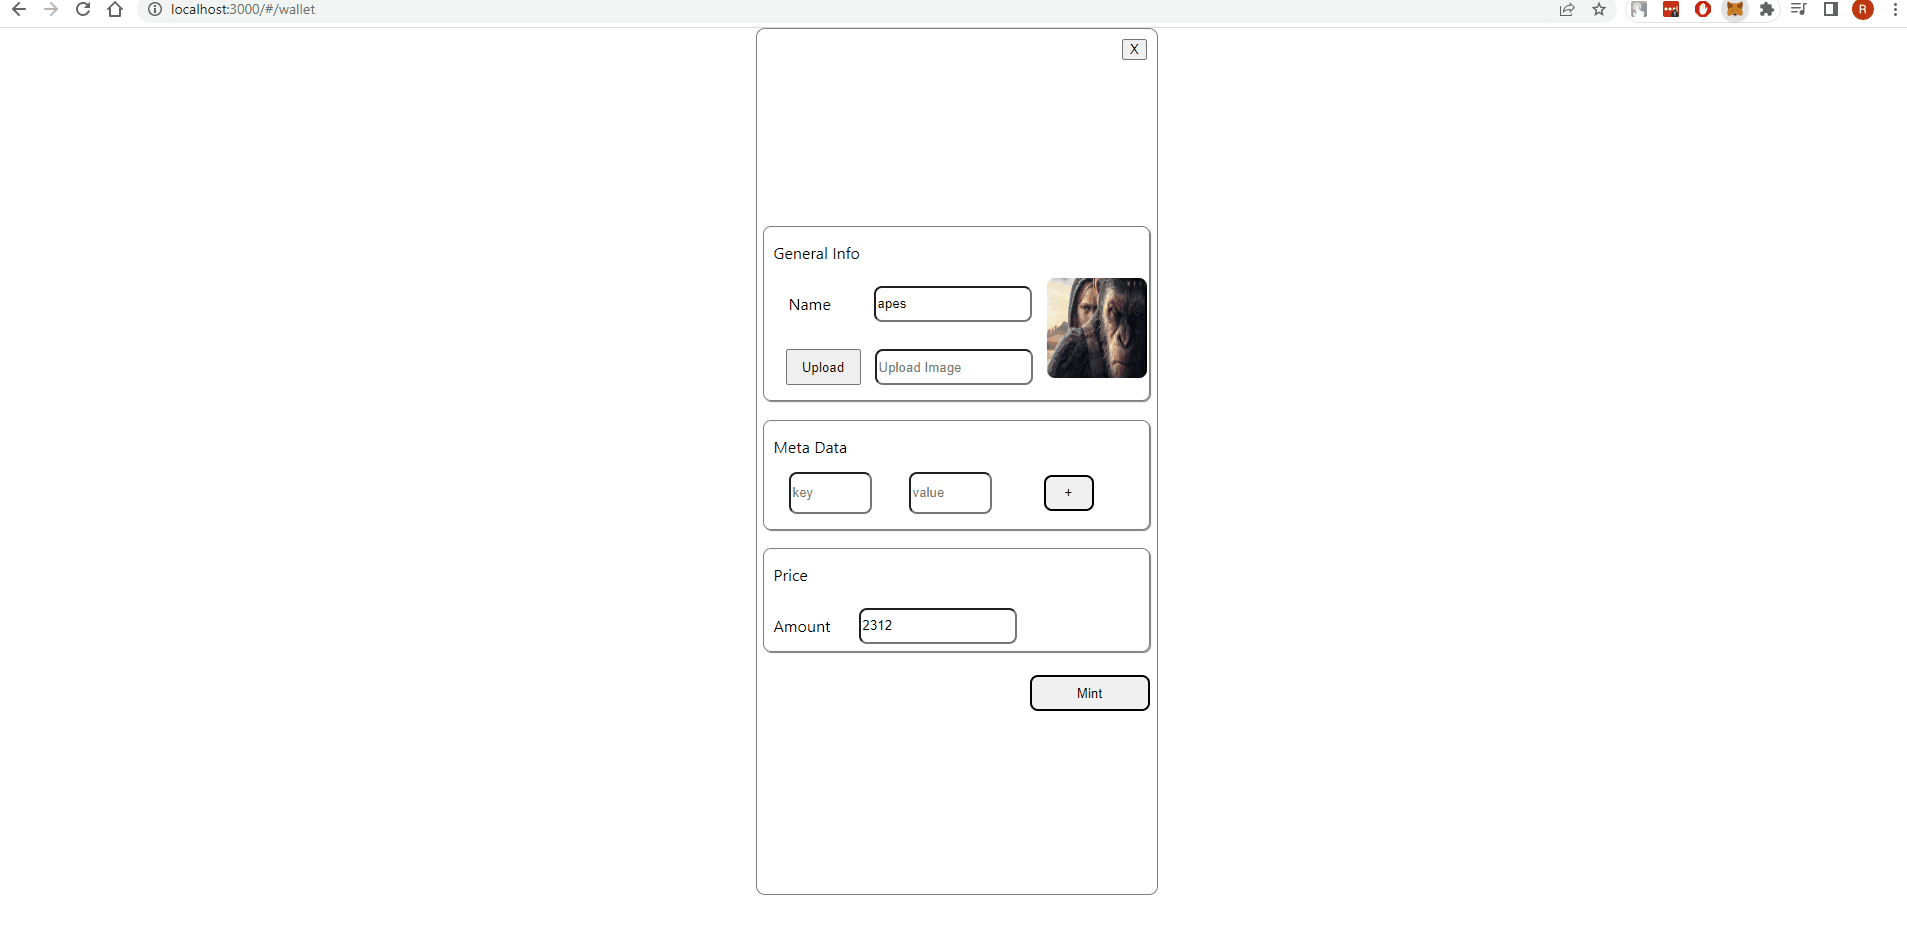 localhost:3000/#/wallet
R
X
General Info
Name apes
Upload Upload Image
Meta Data
key value +
Price
Amount 2312
Mint